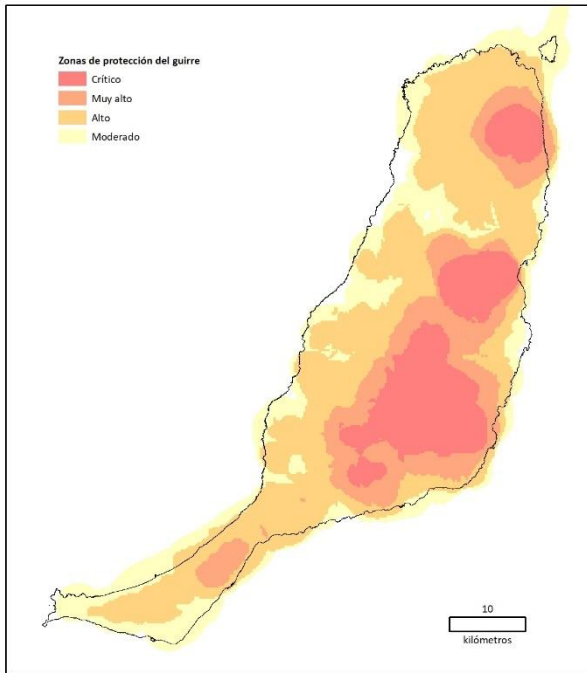 Zonas de protección del guirre
Crítico
Muy alto
Alto
Moderado
10
kilómetros